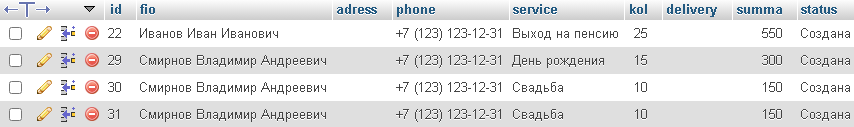 id fio adress phone service kol delivery summa status
22 Иванов Иван Иванович +7 (123) 123-12-31 Выход на пенсию 25 550 Создана
29 Смирнов Владимир Андреевич +7 (123) 123-12-31 День рождения 15 300 Создана
30 Смирнов Владимир Андреевич +7 (123) 123-12-31 Свадьба 10 150 Создана
31 Смирнов Владимир Андреевич +7 (123) 123-12-31 Свадьба 10 150 Создана